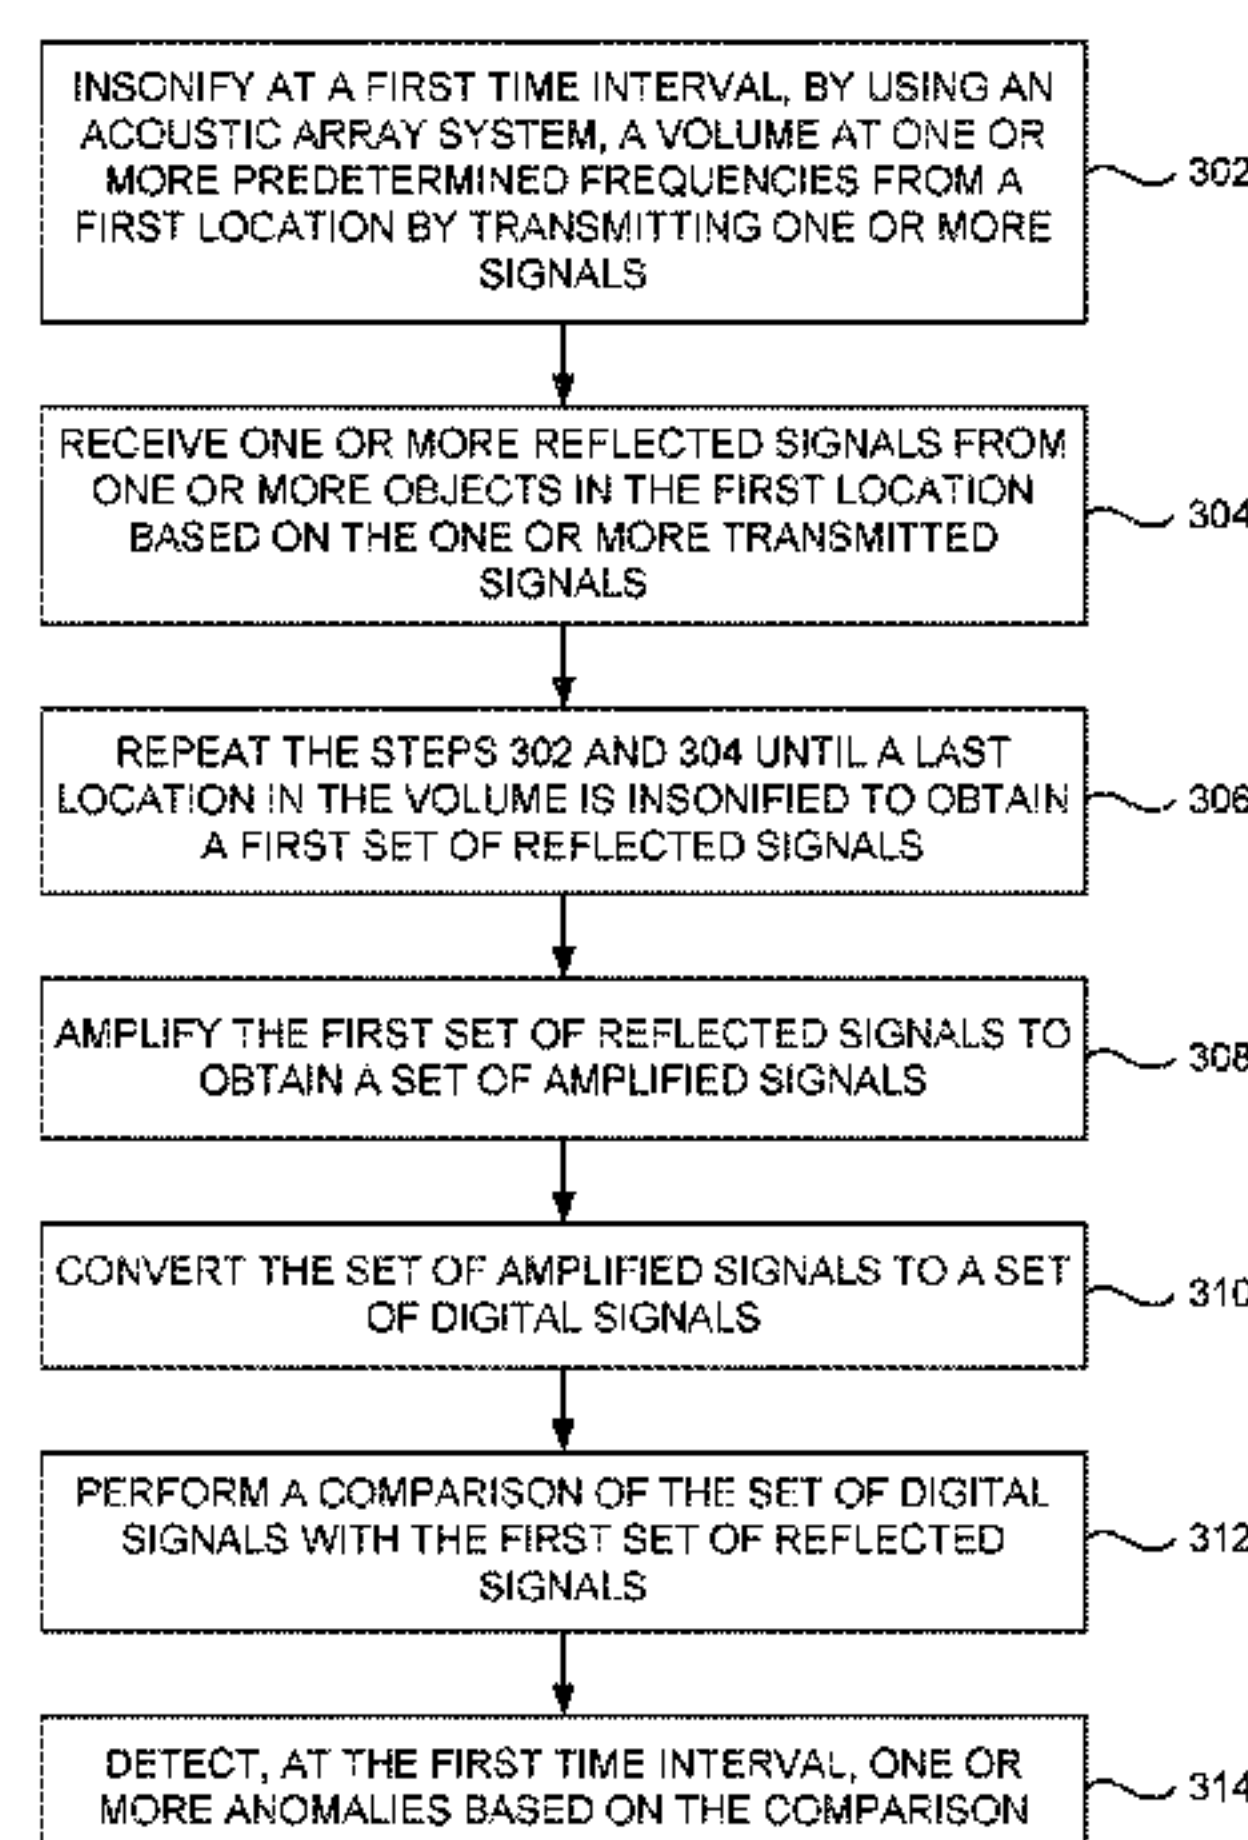 INSONIFY AT A FIRST TIME INTERVAL, BY USING AN
ACOUSTIC ARRAY SYSTEM, A VOLUME AT ONE OR
MORE PREDETERMINED FREQUENCIES FROM A
FIRST LOCATION BY TRANSMITTING ONE OR MORE
SIGNALS
302
RECEIVE ONE OR MORE REFLECTED SIGNALS FROM
ONE OR MORE OBJECTS IN THE FIRST LOCATION
BASED ON THE ONE OR MORE TRANSMITTED
SIGNALS
304
REPEAT THE STEPS 302 AND 304 UNTIL A LAST
LOCATION IN THE VOLUME IS INSONIFIED TO OBTAIN
A FIRST SET OF REFLECTED SIGNALS
306
AMPLIFY THE FIRST SET OF REFLECTED SIGNALS TO
OBTAIN A SET OF AMPLIFIED SIGNALS
308
CONVERT THE SET OF AMPLIFIED SIGNALS TO A SET
OF DIGITAL SIGNALS
310
PERFORM A COMPARISON OF THE SET OF DIGITAL
SIGNALS WITH THE FIRST SET OF REFLECTED
SIGNALS
312
DETECT, AT THE FIRST TIME INTERVAL, ONE OR
MORE ANOMALIES BASED ON THE COMPARISON
314